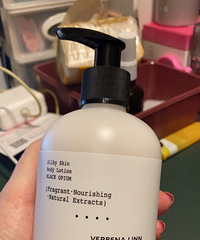 Silky Skin
Body Lotion
BLACK OPIUM
(Fragrant·Nourishing
·Natural Extracts)
VERBENA LINN